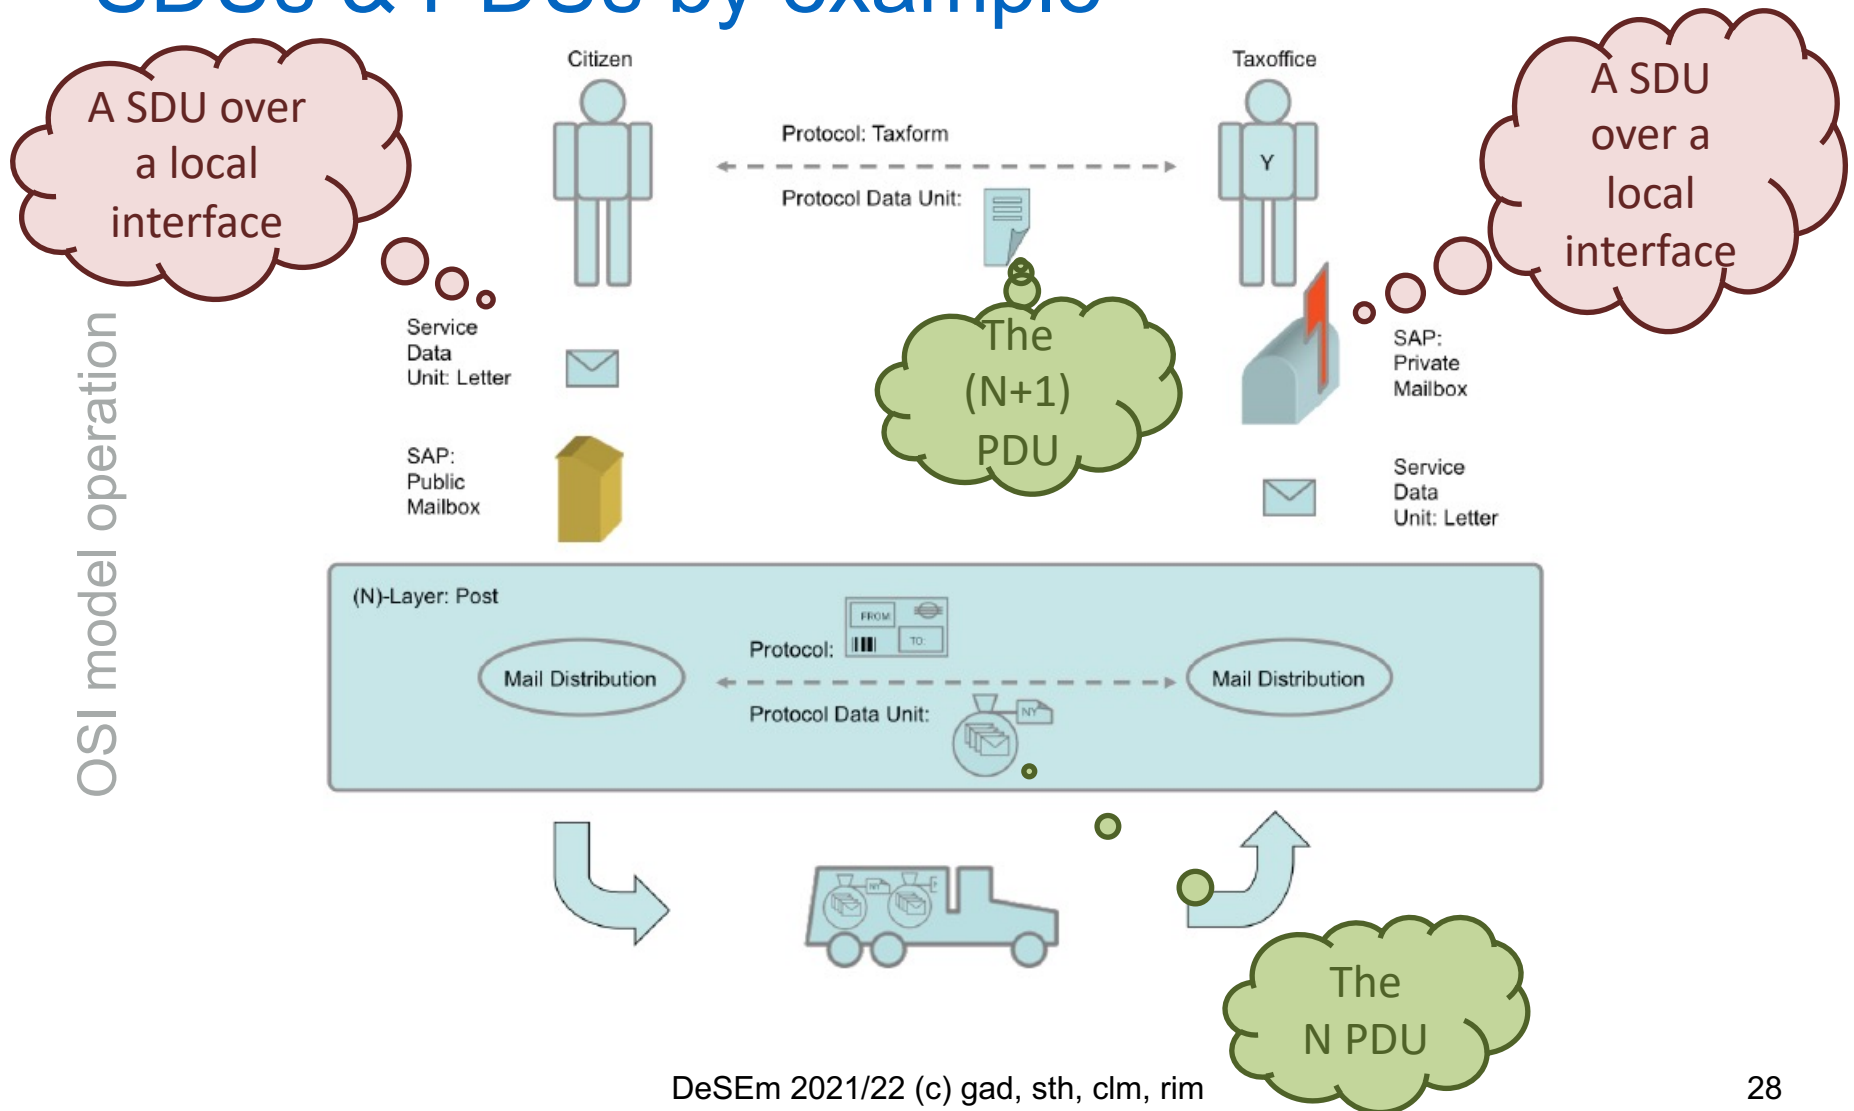 SDUs & PDUs by example
A SDU over
a local
interface
Citizen
Taxoffice
A SDU
over a
local
interface
Protocol: Taxform
Y
Protocol Data Unit:
Service
Data
Unit: Letter
The
(N+1)
PDU
SAP:
Private
Mailbox
SAP:
Public
Mailbox
Service
Data
Unit: Letter
OSI model operation
(N)-Layer: Post
FROM:
TO:
Protocol:
Mail Distribution
Mail Distribution
Protocol Data Unit:
NY
NY
The
N PDU
DeSEm 2021/22 (c) gad, sth, clm, rim
28